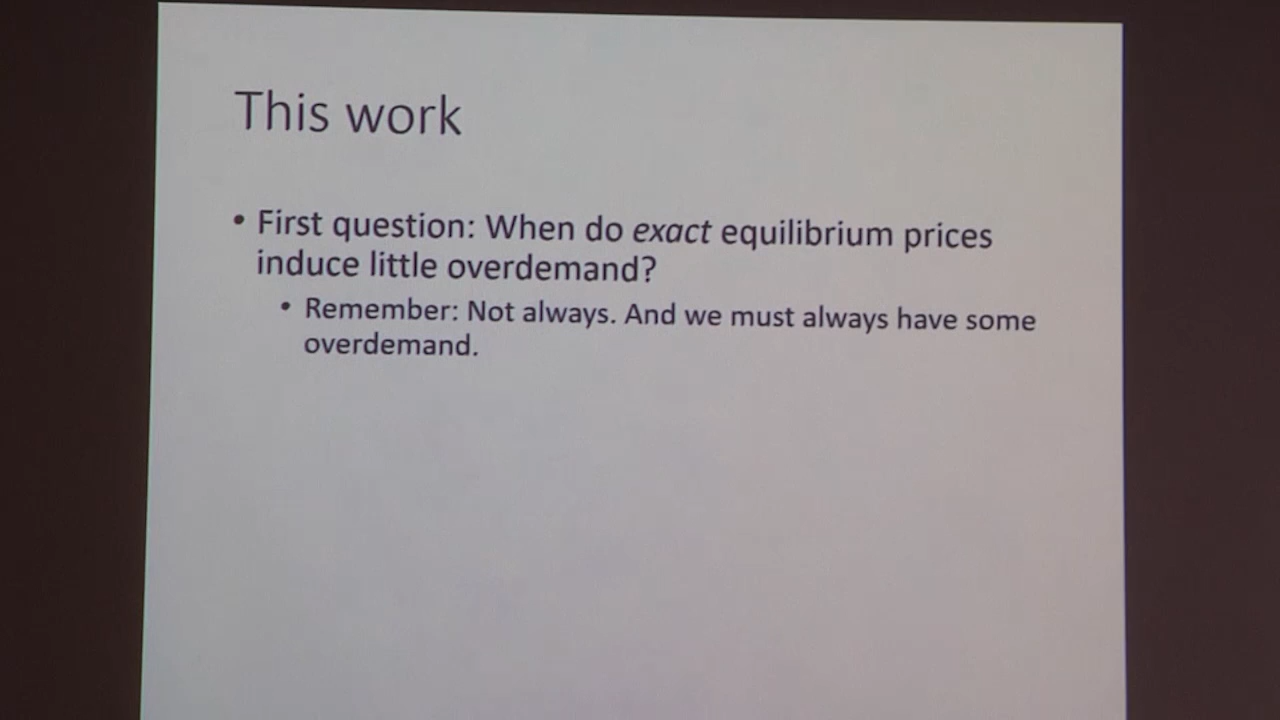 This work
• First question: When do exact equilibrium prices
induce little overdemand?
• Remember: Not always. And we must always have some
overdemand.